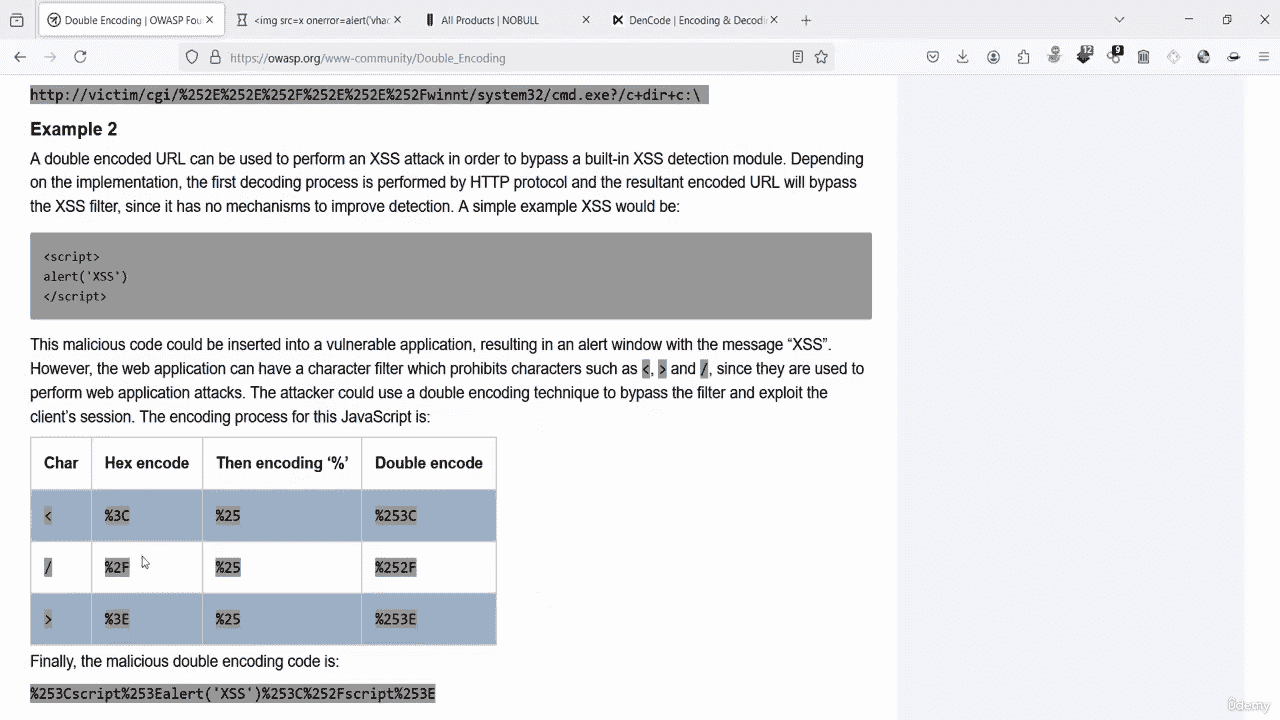 Double Encoding | OWASP Fou
<img src=x onerror=alert('vhac
All Products | NOBULL
DenCode | Encoding & Decodi
https://owasp.org/www-community/Double_Encoding
12
9
http://victim/cgi/%252E%252E%252F%252E%252E%252Fwinnt/system32/cmd.exe?/c+dir+c:\
Example 2
A double encoded URL can be used to perform an XSS attack in order to bypass a built-in XSS detection module. Depending
on the implementation, the first decoding process is performed by HTTP protocol and the resultant encoded URL will bypass
the XSS filter, since it has no mechanisms to improve detection. A simple example XSS would be:
<script>
alert('XSS')
</script>
This malicious code could be inserted into a vulnerable application, resulting in an alert window with the message “XSS”.
However, the web application can have a character filter which prohibits characters such as <, > and /, since they are used to
perform web application attacks. The attacker could use a double encoding technique to bypass the filter and exploit the
client’s session. The encoding process for this JavaScript is:
Char Hex encode Then encoding ‘%’ Double encode
< %3C %25 %253C
/ %2F %25 %252F
> %3E %25 %253E
Finally, the malicious double encoding code is:
%253Cscript%253Ealert('XSS')%253C%252Fscript%253E
Udemy